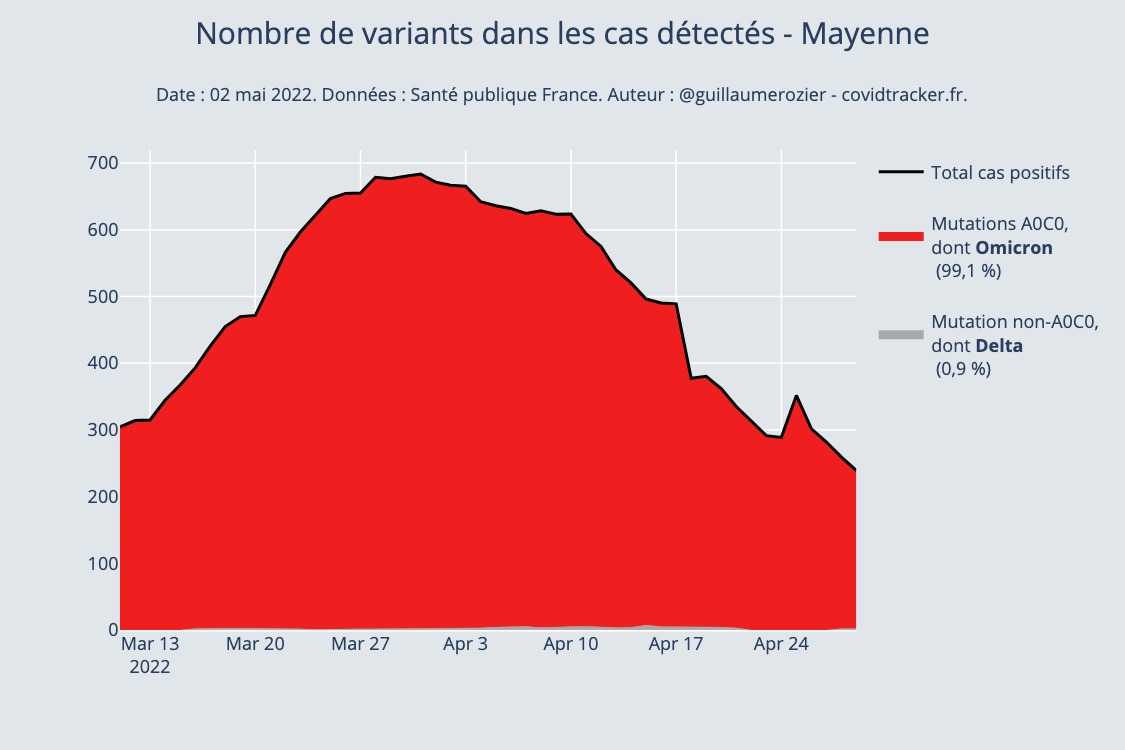 Nombre de variants dans les cas détectés - Mayenne
Date : 02 mai 2022. Données : Santé publique France. Auteur : @guillaumerozier - covidtracker.fr.
700
600
500
400
300
200
100
0
Mar 13
2022
Mar 20
Mar 27
Apr 3
Apr 10
Apr 17
Apr 24
Total cas positifs
Mutations A0C0,
dont Omicron
(99,1 %)
Mutation non-A0C0,
dont Delta
(0,9 %)